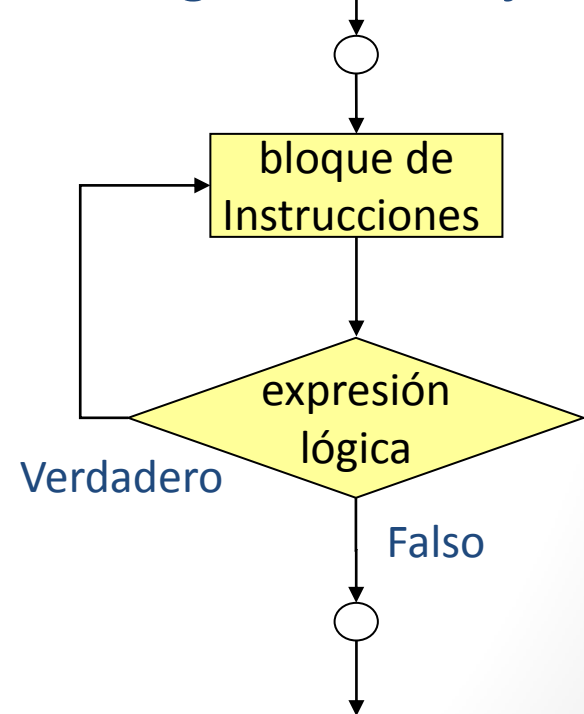 bloque de
Instrucciones
expresión
lógica
Verdadero
Falso